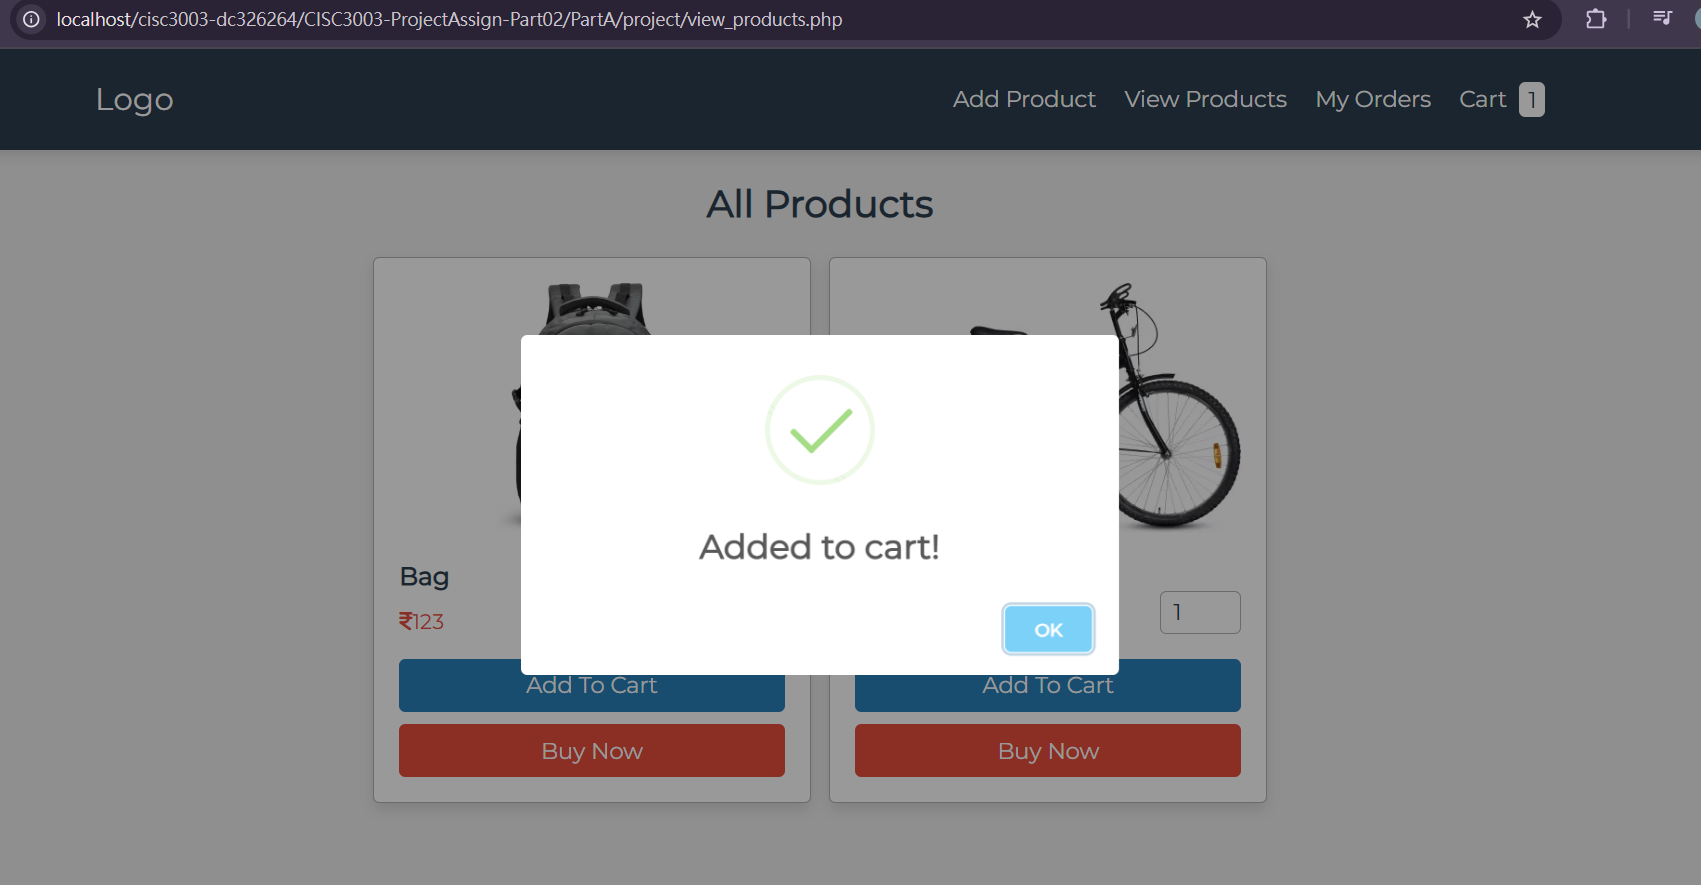 localhost/cisc3003-dc326264/CISC3003-ProjectAssign-Part02/PartA/project/view_products.php
Logo
Add Product View Products My Orders Cart 1
All Products
Added to cart!
OK
Bag
₹123
1
Add To Cart
Add To Cart
Buy Now
Buy Now